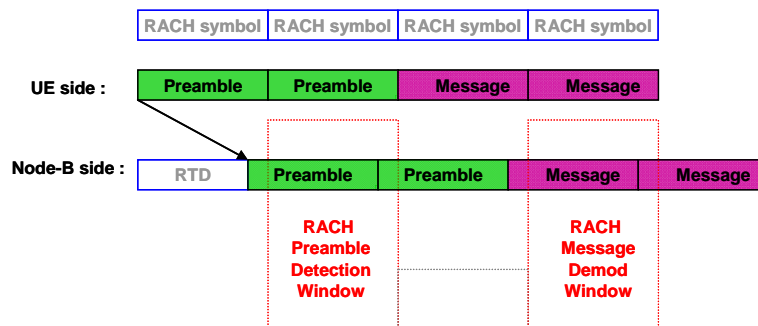 RACH symbol RACH symbol RACH symbol RACH symbol
UE side : Preamble Preamble Message Message
Node-B side : RTD Preamble Preamble Message Message
RACH Preamble Detection Window
RACH Message Demod Window